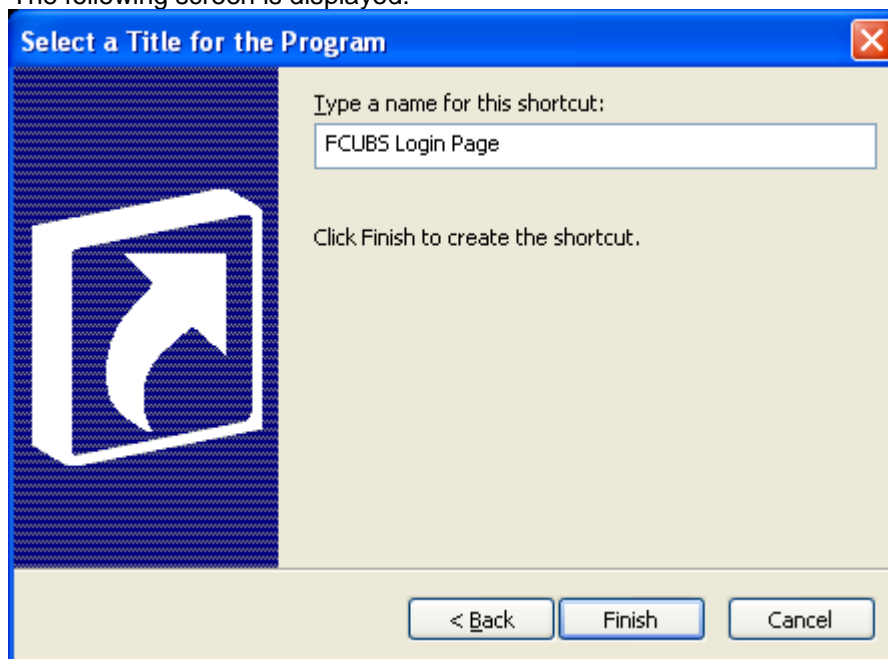 The following screen is displayed:
Select a Title for the Program
Type a name for this shortcut:
FCUBS Login Page
Click Finish to create the shortcut.
< Back
Finish
Cancel